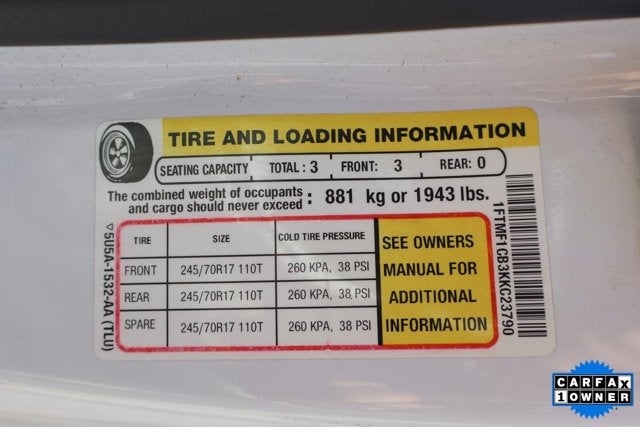 TIRE AND LOADING INFORMATION
SEATING CAPACITY TOTAL: 3 FRONT: 3 REAR: 0
The combined weight of occupants
and cargo should never exceed : 881 kg or 1943 lbs.
TIRE SIZE COLD TIRE PRESSURE
FRONT 245/70R17 110T 260 KPA, 38 PSI
REAR 245/70R17 110T 260 KPA, 38 PSI
SPARE 245/70R17 110T 260 KPA, 38 PSI
SEE OWNERS
MANUAL FOR
ADDITIONAL
INFORMATION
5U5A-1532-AA (TLU)
1FTMF1CB3KKC23790
CARFAX
1 OWNER